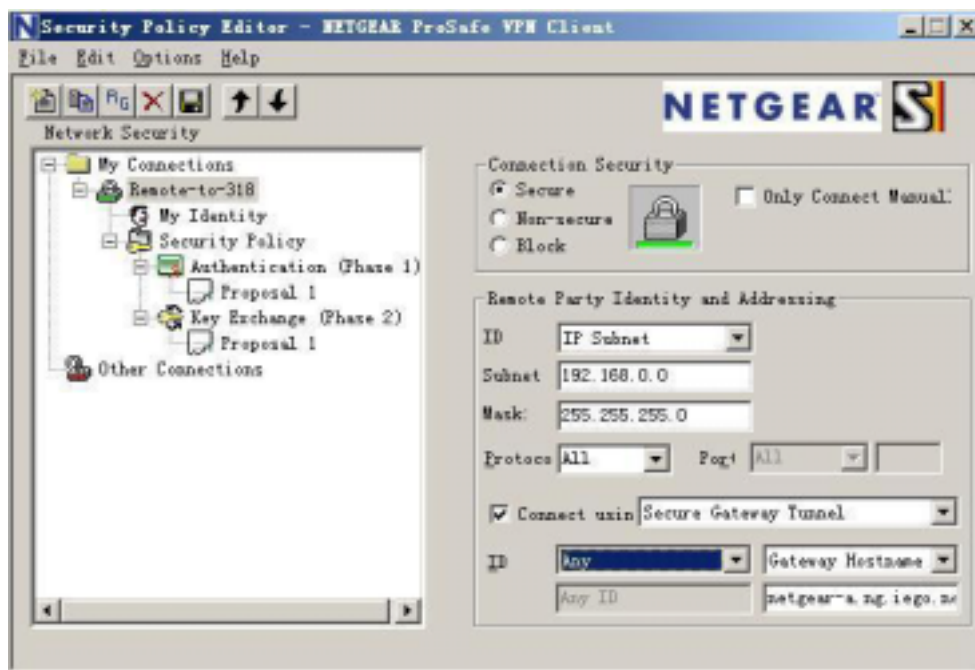 Security Policy Editor - NETGEAR ProSafe VPN Client
File Edit Options Help
NETGEAR
Network Security
My Connections
Remote-to-318
My Identity
Security Policy
Authentication (Phase 1)
Proposal 1
Key Exchange (Phase 2)
Proposal 1
Other Connections
Connection Security
Secure
Non-secure
Block
Only Connect Manual:
Remote Party Identity and Addressing
ID IP Subnet
Subnet 192.168.0.0
Mask: 255.255.255.0
Protoco All Port All
Connect usin Secure Gateway Tunnel
ID Any Gateway Hostname
Any ID netgear-a.ng.iego.ne